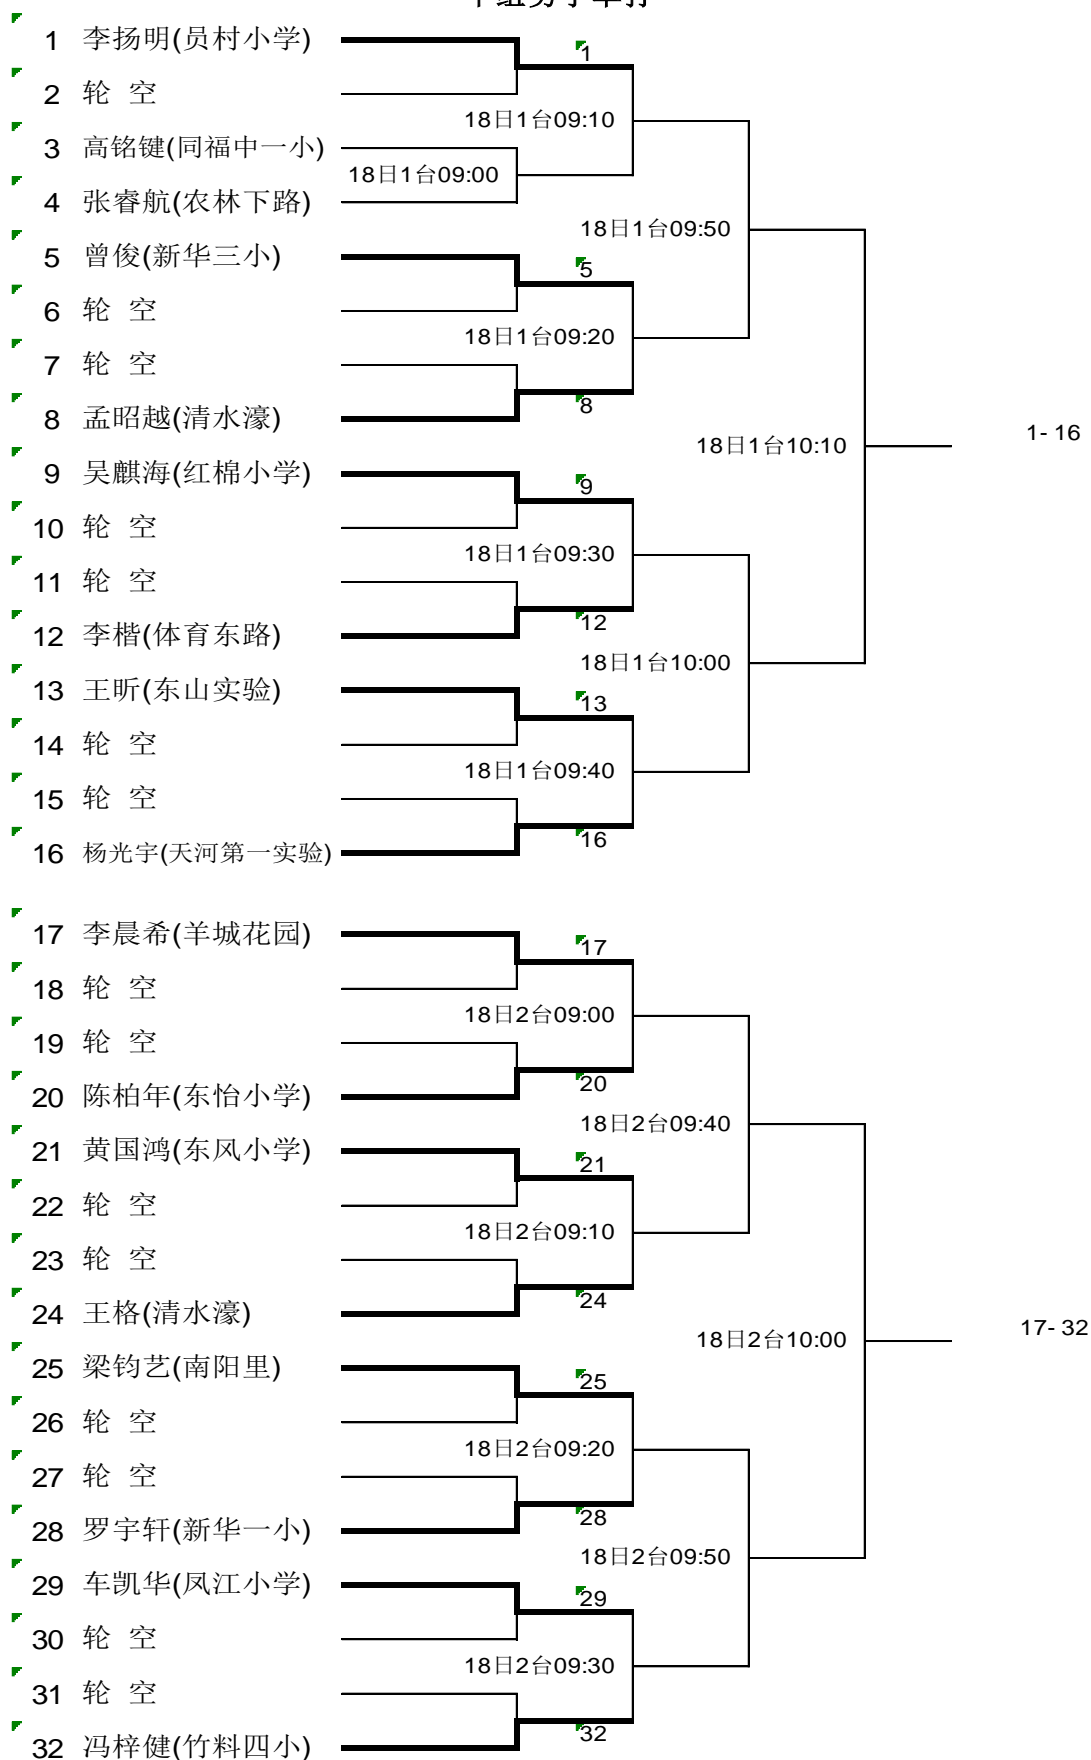 1 李扬明(员村小学)
1
2 轮 空
18日1台09:10
3 高铭键(同福中一小)
18日1台09:00
4 张睿航(农林下路)
18日1台09:50
5 曾俊(新华三小)
5
6 轮 空
18日1台09:20
7 轮 空
8
8 孟昭越(清水濠)
18日1台10:10
1-16
9 吴麒海(红棉小学)
9
10 轮 空
18日1台09:30
11 轮 空
12
12 李楷(体育东路)
18日1台10:00
13 王昕(东山实验)
13
14 轮 空
18日1台09:40
15 轮 空
16
16 杨光宇(天河第一实验)
17 李晨希(羊城花园)
17
18 轮 空
18日2台09:00
19 轮 空
20
20 陈柏年(东怡小学)
18日2台09:40
21 黄国鸿(东风小学)
21
22 轮 空
18日2台09:10
23 轮 空
24
24 王格(清水濠)
18日2台10:00
17-32
25 梁钧艺(南阳里)
25
26 轮 空
18日2台09:20
27 轮 空
28
28 罗宇轩(新华一小)
18日2台09:50
29 车凯华(凤江小学)
29
30 轮 空
18日2台09:30
31 轮 空
32
32 冯梓健(竹料四小)